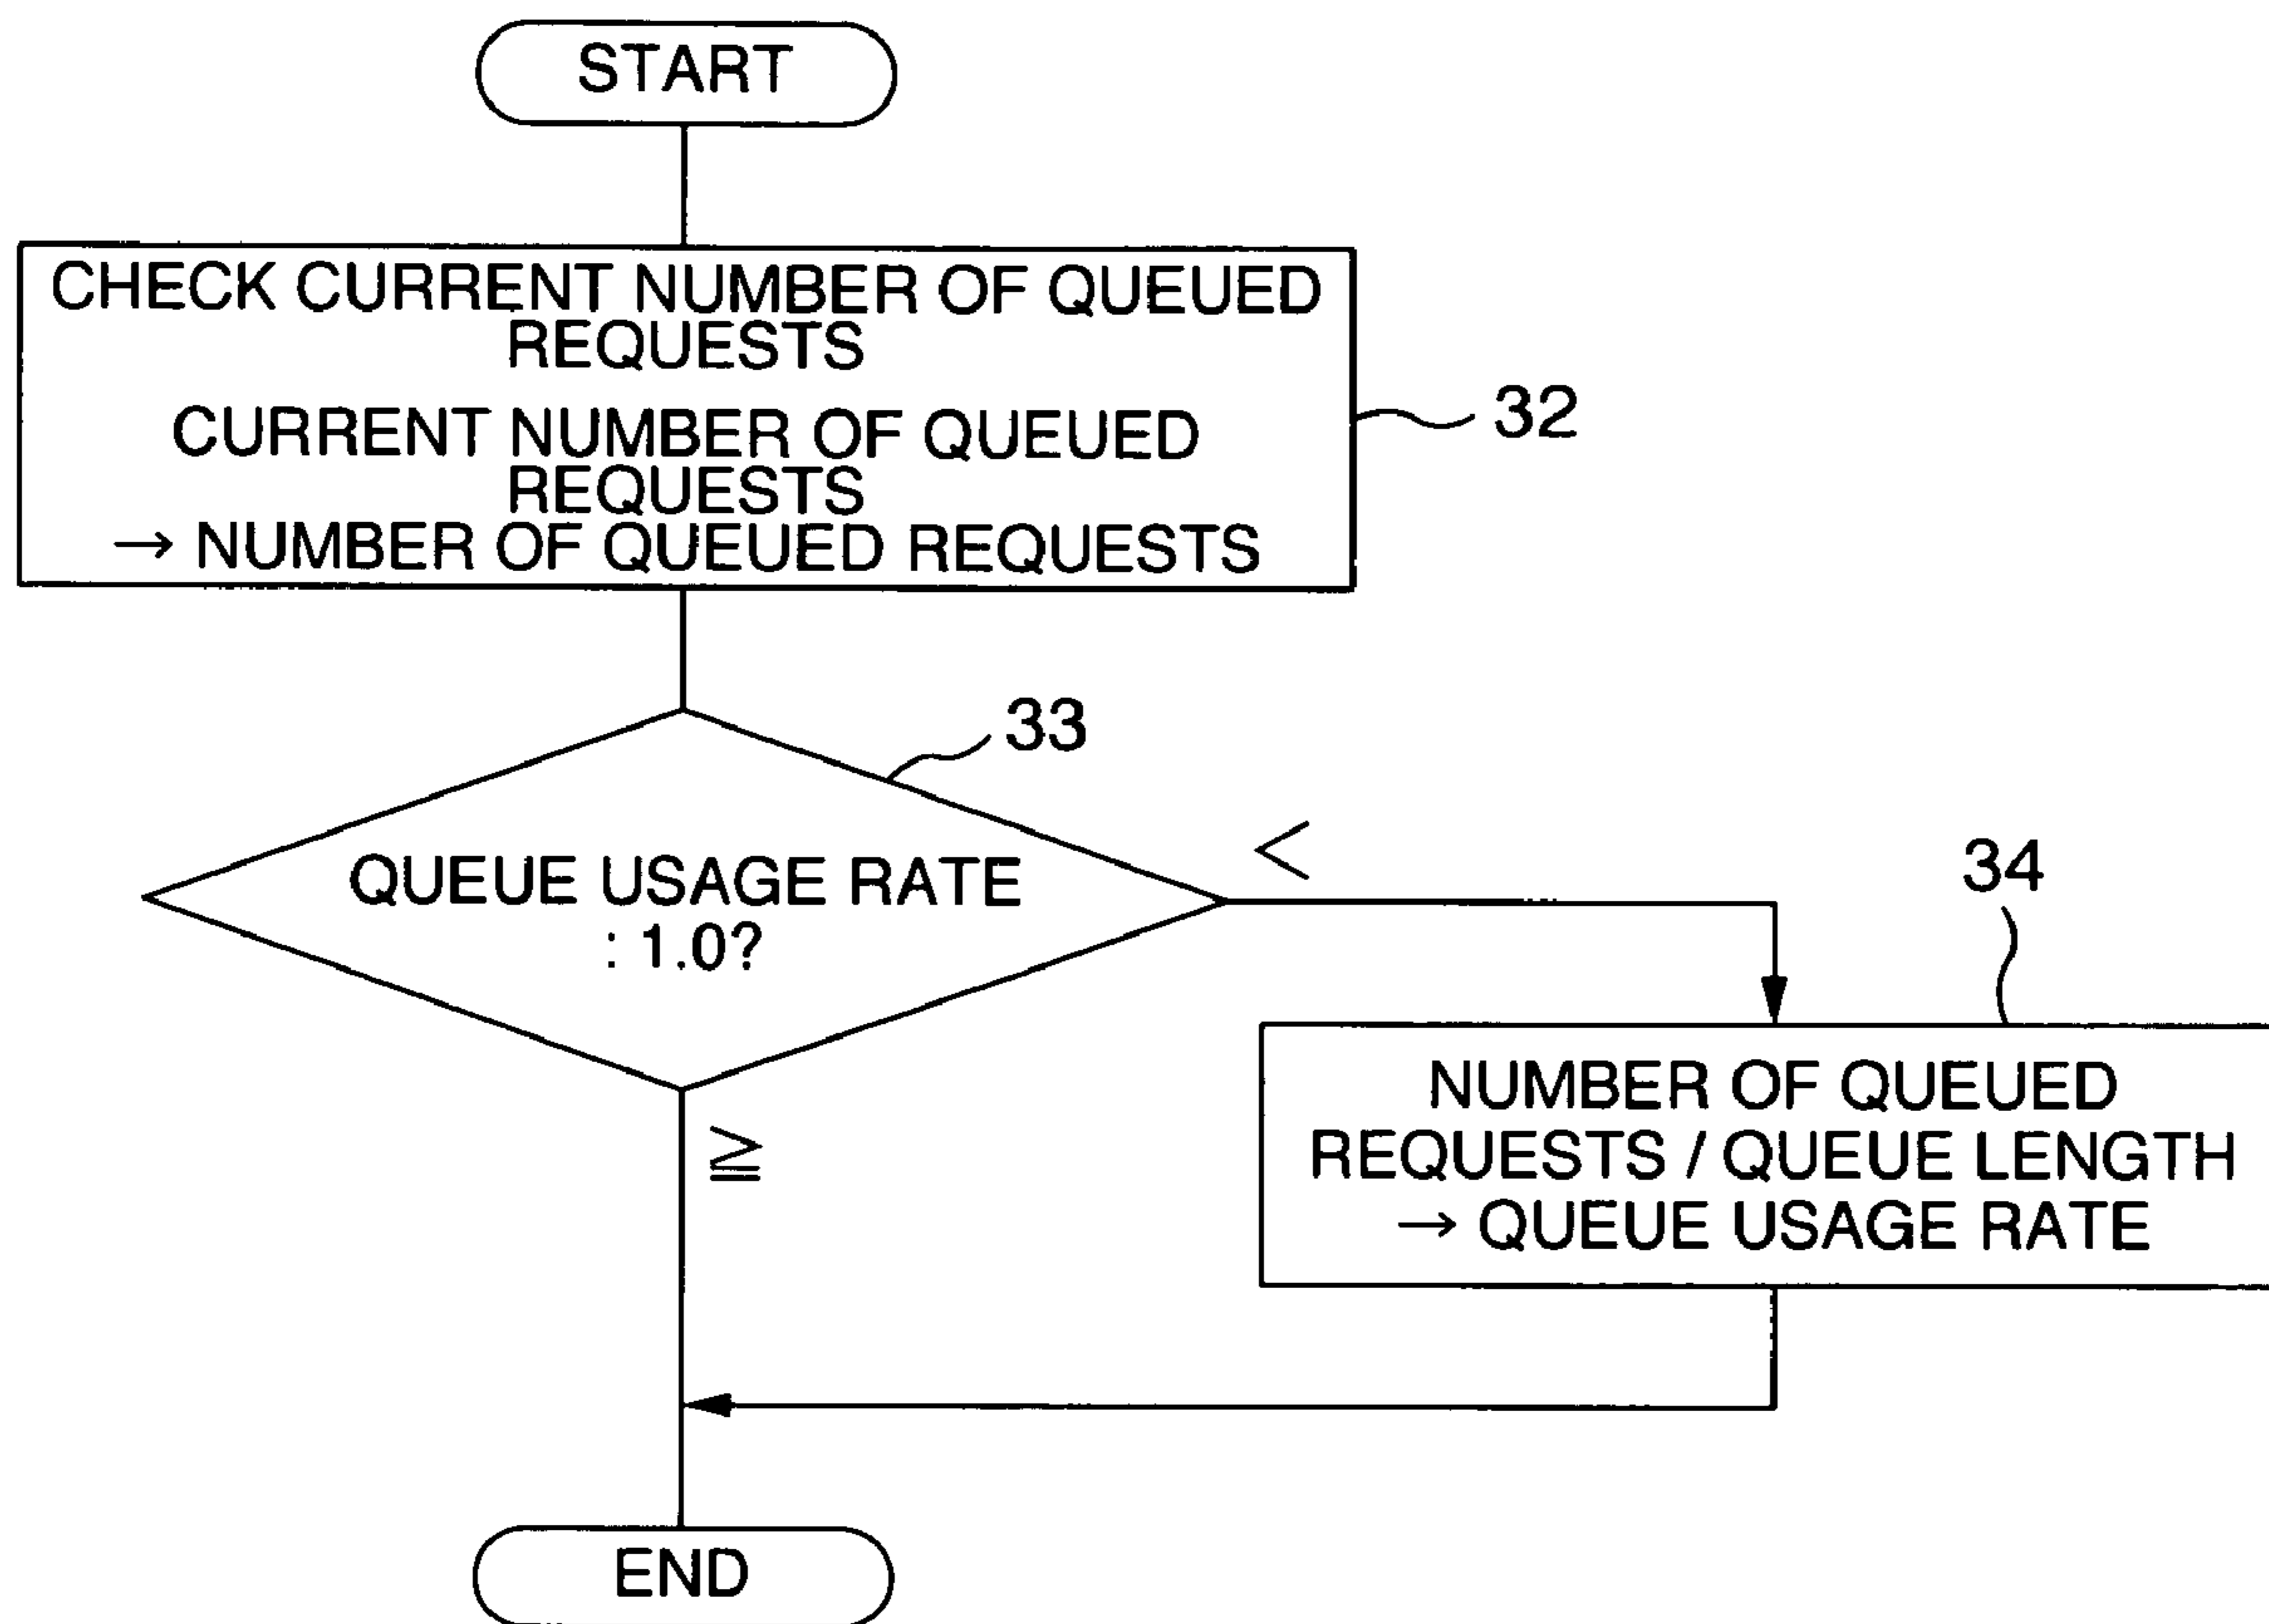 START
CHECK CURRENT NUMBER OF QUEUED
REQUESTS
CURRENT NUMBER OF QUEUED
REQUESTS
→ NUMBER OF QUEUED REQUESTS
32
33
QUEUE USAGE RATE
: 1.0?
<
34
NUMBER OF QUEUED
REQUESTS / QUEUE LENGTH
→ QUEUE USAGE RATE
≧
END